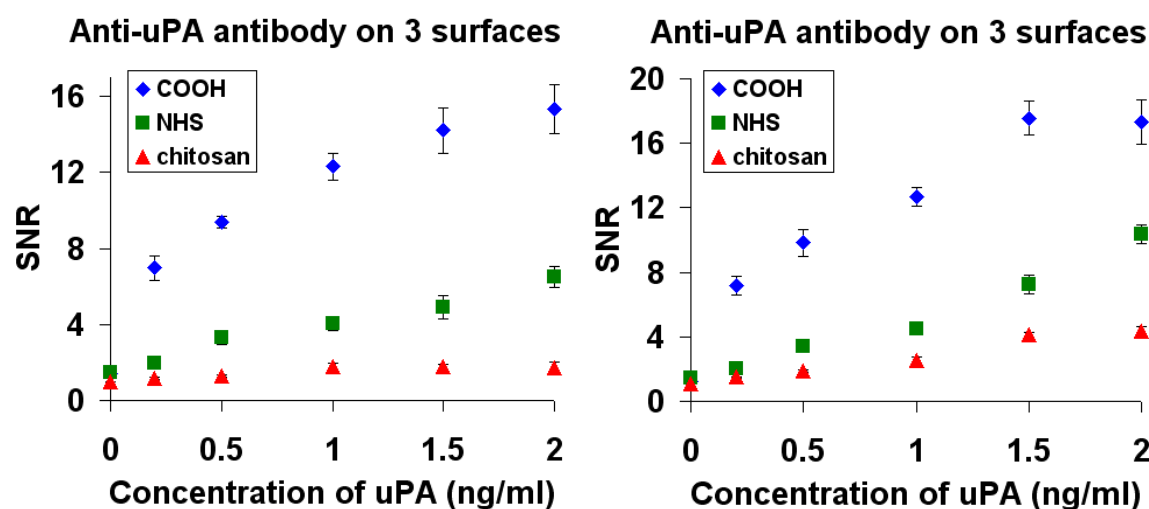 Anti-uPA antibody on 3 surfaces
COOH
NHS
chitosan
SNR
16
12
8
4
0
0 0.5 1 1.5 2
Concentration of uPA (ng/ml)
Anti-uPA antibody on 3 surfaces
COOH
NHS
chitosan
SNR
20
16
12
8
4
0
0 0.5 1 1.5 2
Concentration of uPA (ng/ml)